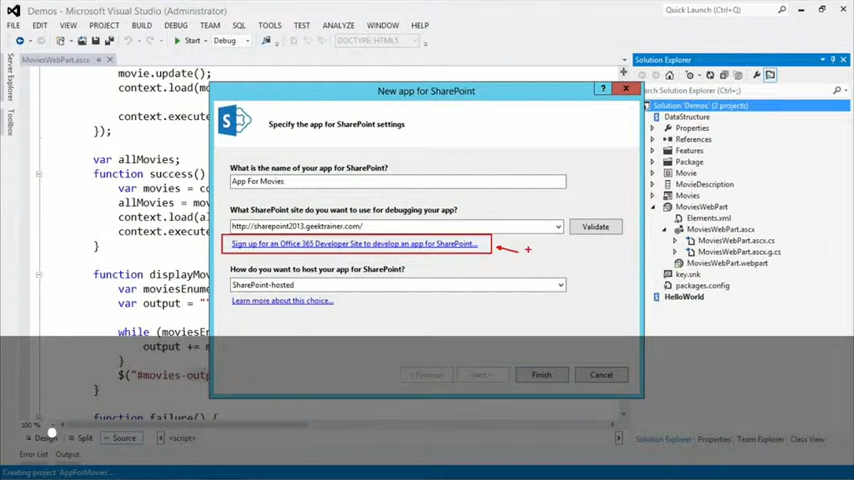 Demos - Microsoft Visual Studio (Administrator)
Quick Launch (Ctrl+Q)
FILE EDIT VIEW PROJECT BUILD DEBUG TEAM SQL TOOLS TEST ANALYZE WINDOW HELP
Start Debug DOCTYPE: HTML5
MoviesWebPart.ascx
Server Explorer
Toolbox
movie.update();
context.load(m
context.execut
});
var allMovies;
function success()
var movies = co
allMovies = mov
context.load(al
context.execute
}
function displayMov
var moviesEnume
var output = ""
while (moviesEn
output += m
}
$("#movies-outp
}
function failure() {
New app for SharePoint
?
S
Specify the app for SharePoint settings
What is the name of your app for SharePoint?
App For Movies
What SharePoint site do you want to use for debugging your app?
http://sharepoint2013.geektrainer.com/
Validate
Sign up for an Office 365 Developer Site to develop an app for SharePoint...
How do you want to host your app for SharePoint?
SharePoint-hosted
Learn more about this choice...
< Previous Next > Finish Cancel
Solution Explorer
Search Solution Explorer (Ctrl+;)
Solution 'Demos' (2 projects)
DataStructure
Properties
References
Features
Package
Movie
MovieDescription
Movies
MoviesWebPart
Elements.xml
MoviesWebPart.ascx
MoviesWebPart.ascx.cs
MoviesWebPart.ascx.g.cs
MoviesWebPart.webpart
key.snk
packages.config
HelloWorld
100 %
Design Split Source <script>
Solution Explorer Properties Team Explorer Class View
Error List Output
Creating project 'AppForMovies'...